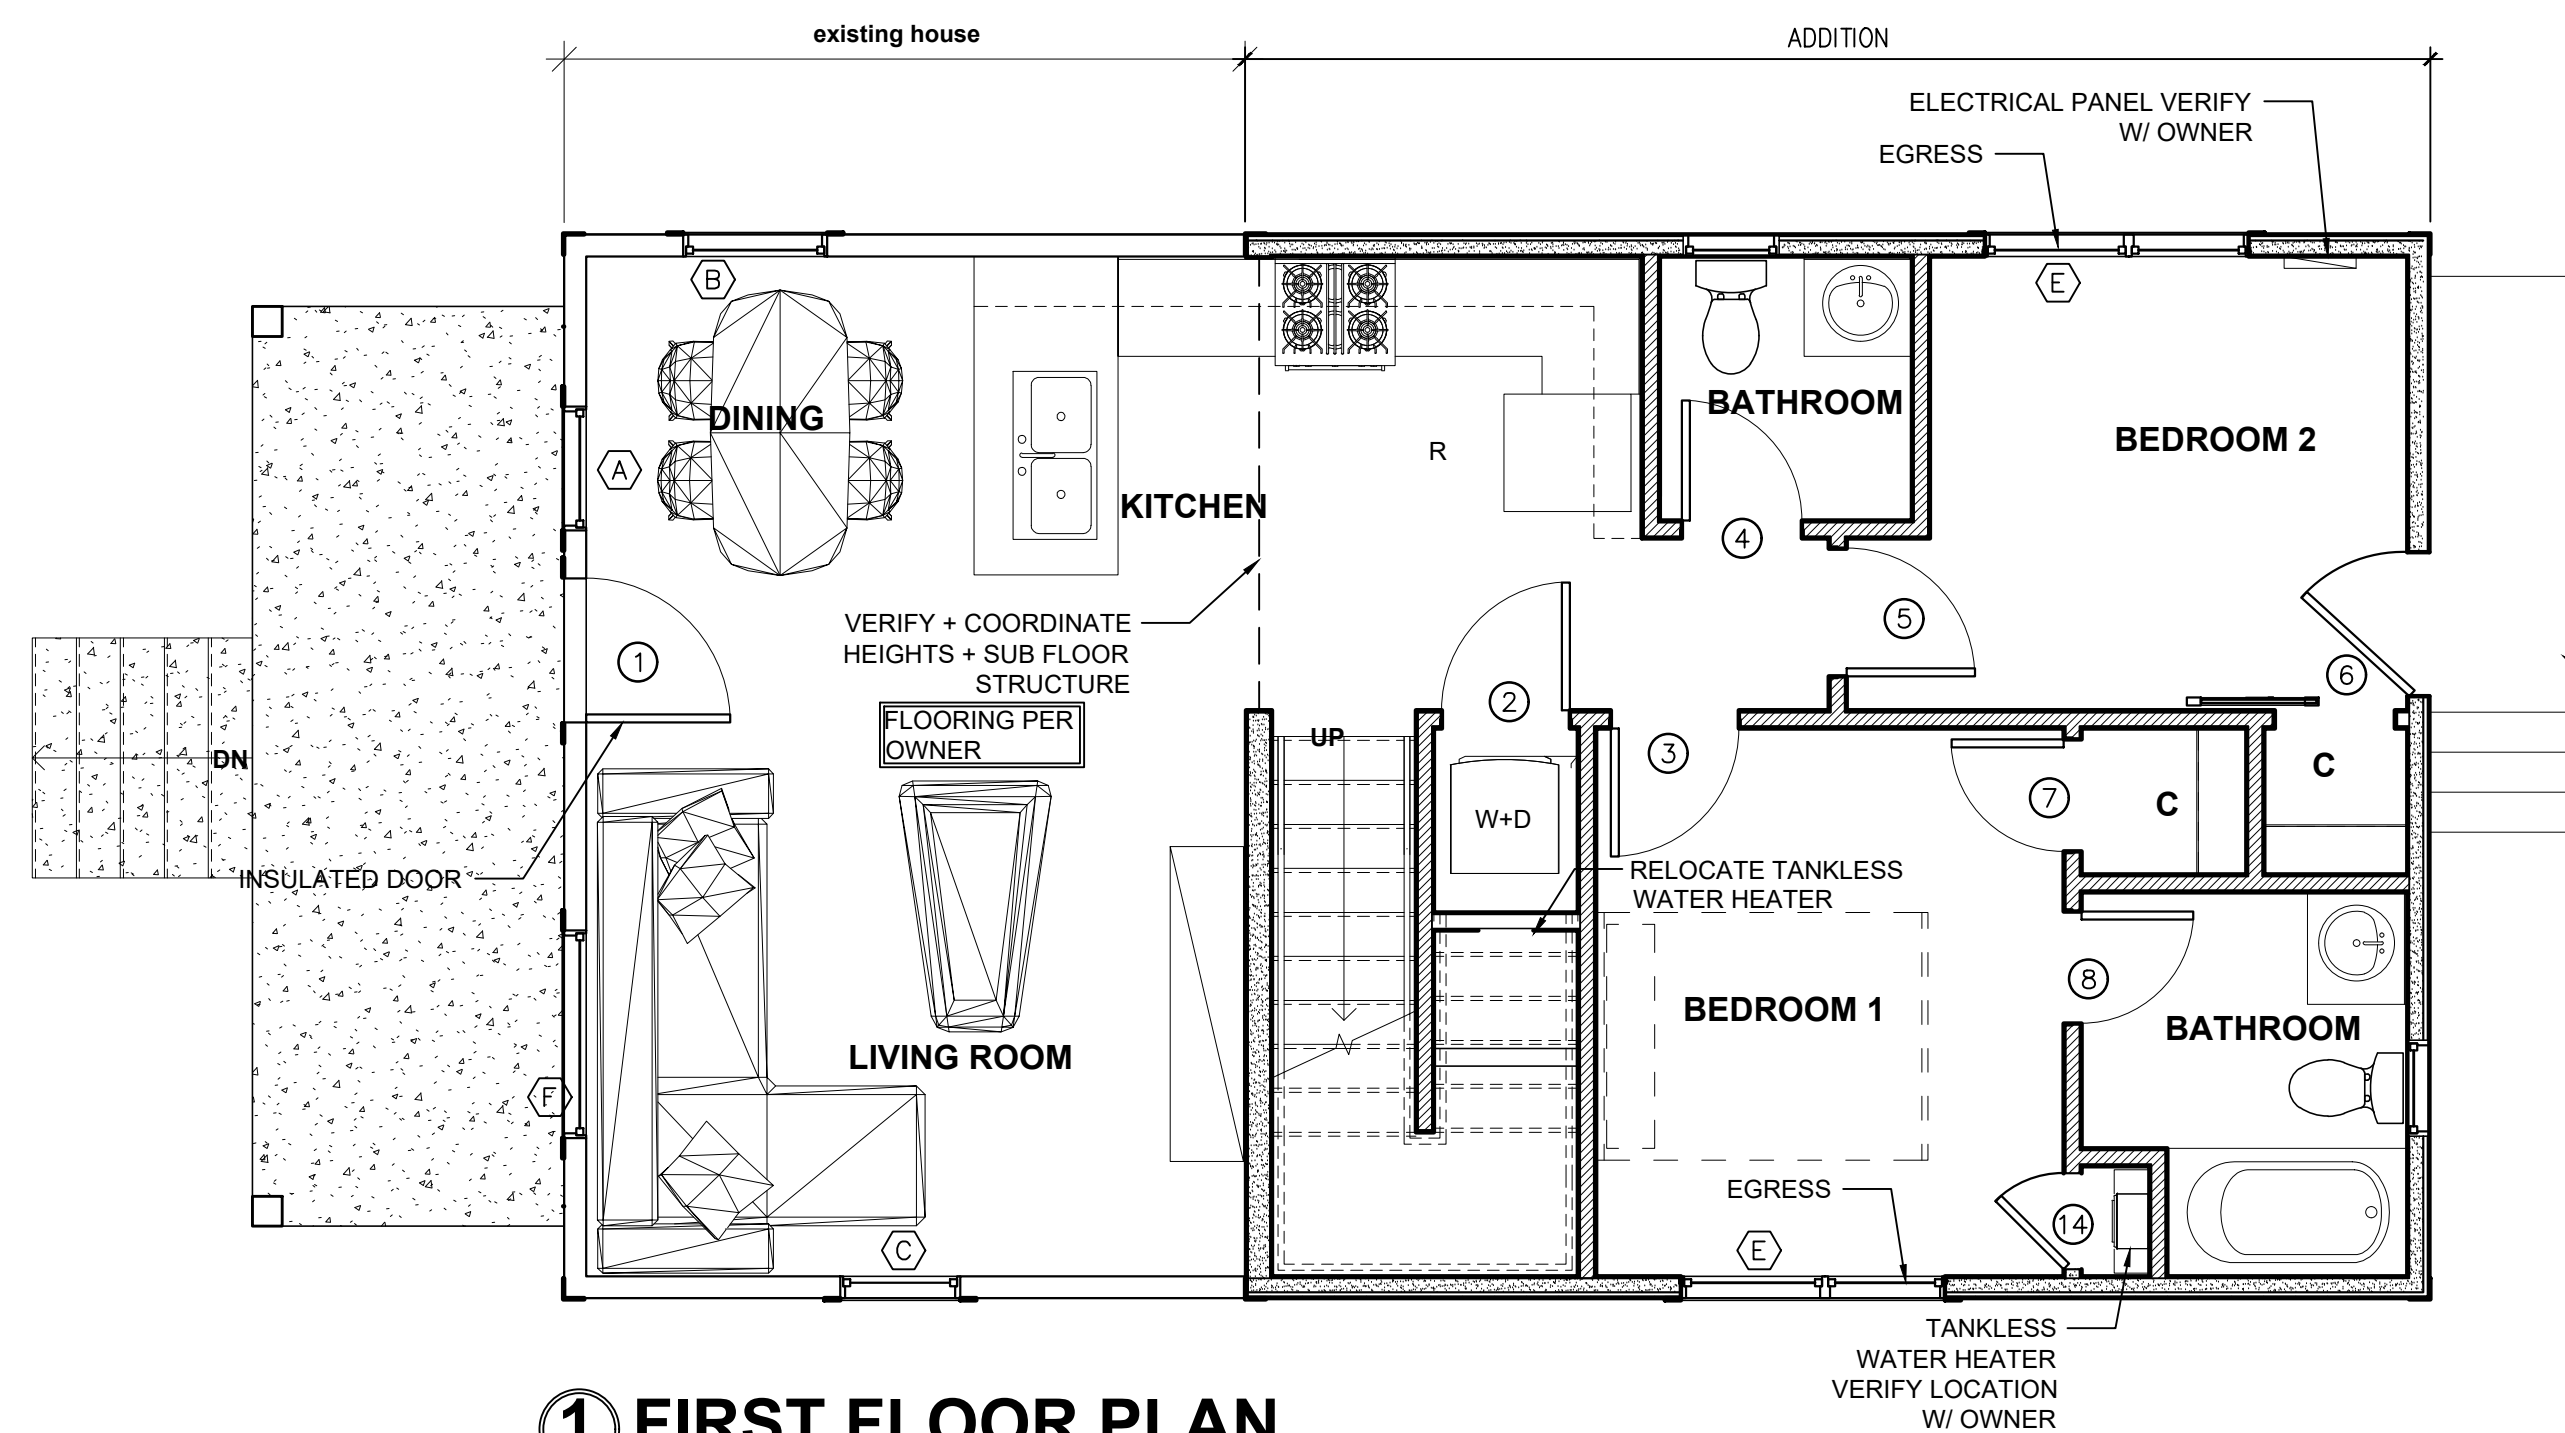 existing house
ADDITION
ELECTRICAL PANEL VERIFY
W/ OWNER
EGRESS
B
E
DINING
BATHROOM
BEDROOM 2
A
R
KITCHEN
4
VERIFY + COORDINATE
HEIGHTS + SUB FLOOR
STRUCTURE
5
1
2
6
FLOORING PER
OWNER
UP
3
DN
C
7
C
W+D
INSULATED DOOR
RELOCATE TANKLESS
WATER HEATER
8
BEDROOM 1
BATHROOM
LIVING ROOM
F
EGRESS
14
C
E
TANKLESS
WATER HEATER
VERIFY LOCATION
W/ OWNER
1 FIRST FLOOR PLAN